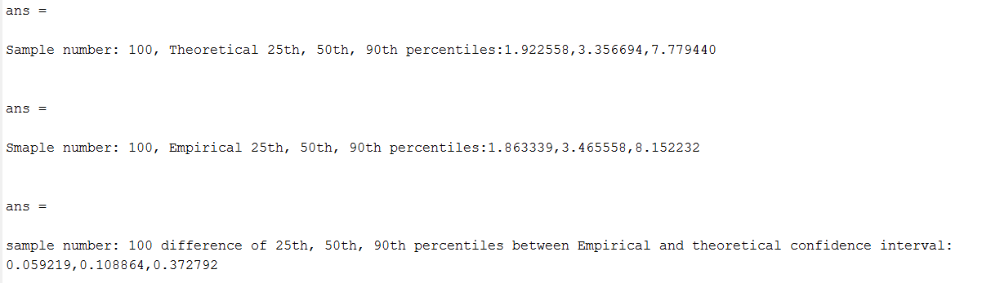 ans =
Sample number: 100, Theoretical 25th, 50th, 90th percentiles:1.922558,3.356694,7.779440
ans =
Smaple number: 100, Empirical 25th, 50th, 90th percentiles:1.863339,3.465558,8.152232
ans =
sample number: 100 difference of 25th, 50th, 90th percentiles between Empirical and theoretical confidence interval:
0.059219,0.108864,0.372792